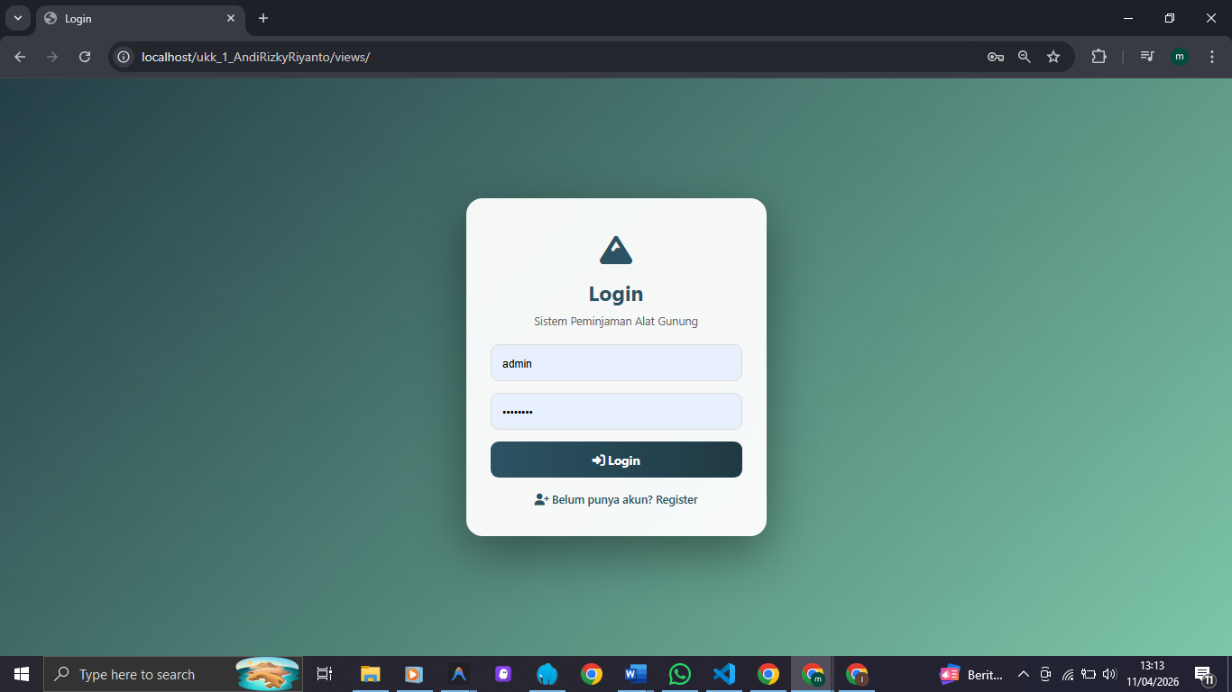 Login
localhost/ukk_1_AndiRizkyRiyanto/views/
m
Login
Sistem Peminjaman Alat Gunung
admin
••••••••
Login
Belum punya akun? Register
Type here to search
Berit...
13:13
11/04/2026
11